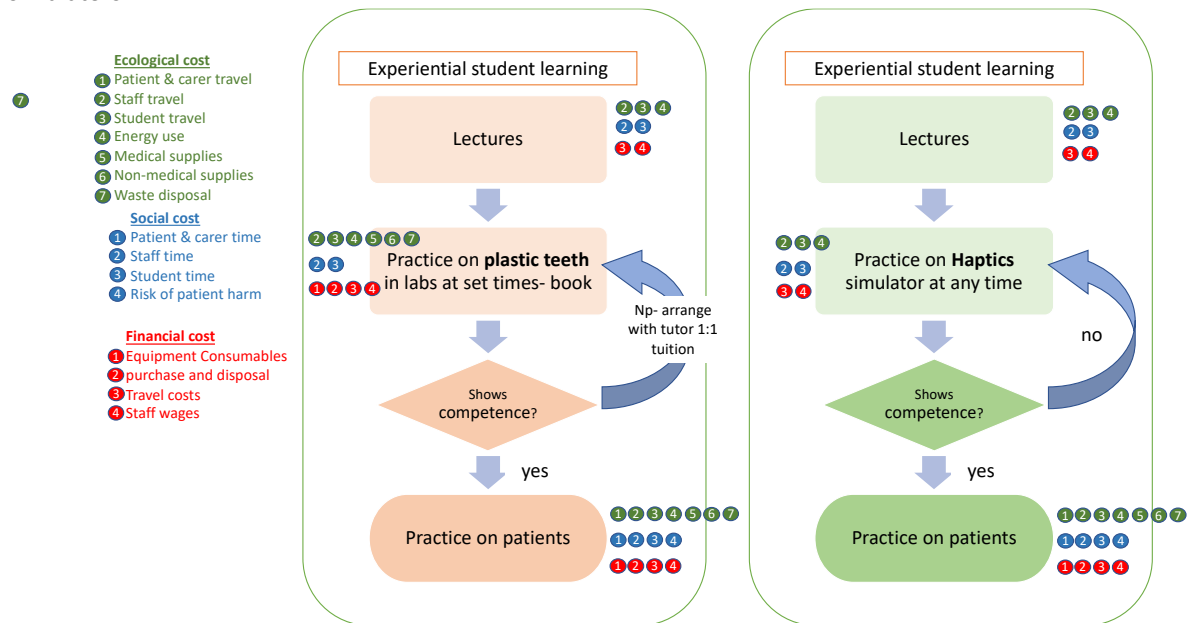 7
Ecological cost
1 Patient & carer travel
2 Staff travel
3 Student travel
4 Energy use
5 Medical supplies
6 Non-medical supplies
7 Waste disposal
Social cost
1 Patient & carer time
2 Staff time
3 Student time
4 Risk of patient harm
Financial cost
1 Equipment Consumables
2 purchase and disposal
3 Travel costs
4 Staff wages
Experiential student learning
Lectures
2 3 4
2 3
3 4
2 3 4 5 6 7
2 3
1 2 3 4
Practice on plastic teeth
in labs at set times- book
Np- arrange
with tutor 1:1
tuition
Shows
competence?
yes
Practice on patients
1 2 3 4 5 6 7
1 2 3 4
1 2 3 4
Experiential student learning
Lectures
2 3 4
2 3
3 4
2 3 4
2 3
3 4
Practice on Haptics
simulator at any time
no
Shows
competence?
yes
Practice on patients
1 2 3 4 5 6 7
1 2 3 4
1 2 3 4